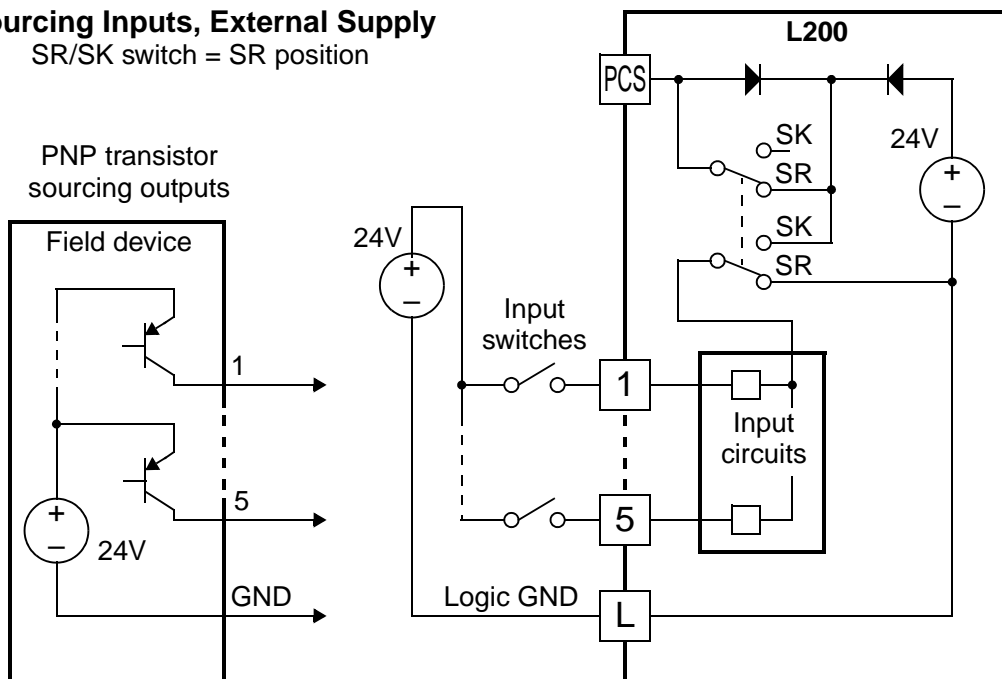 ourcing Inputs, External Supply
SR/SK switch = SR position
L200
PCS
SK
SR
24V
+
–
SK
SR
PNP transistor
sourcing outputs
Field device
1
5
+
–
24V
GND
24V
+
–
Input
switches
1
5
Logic GND
L
Input
circuits